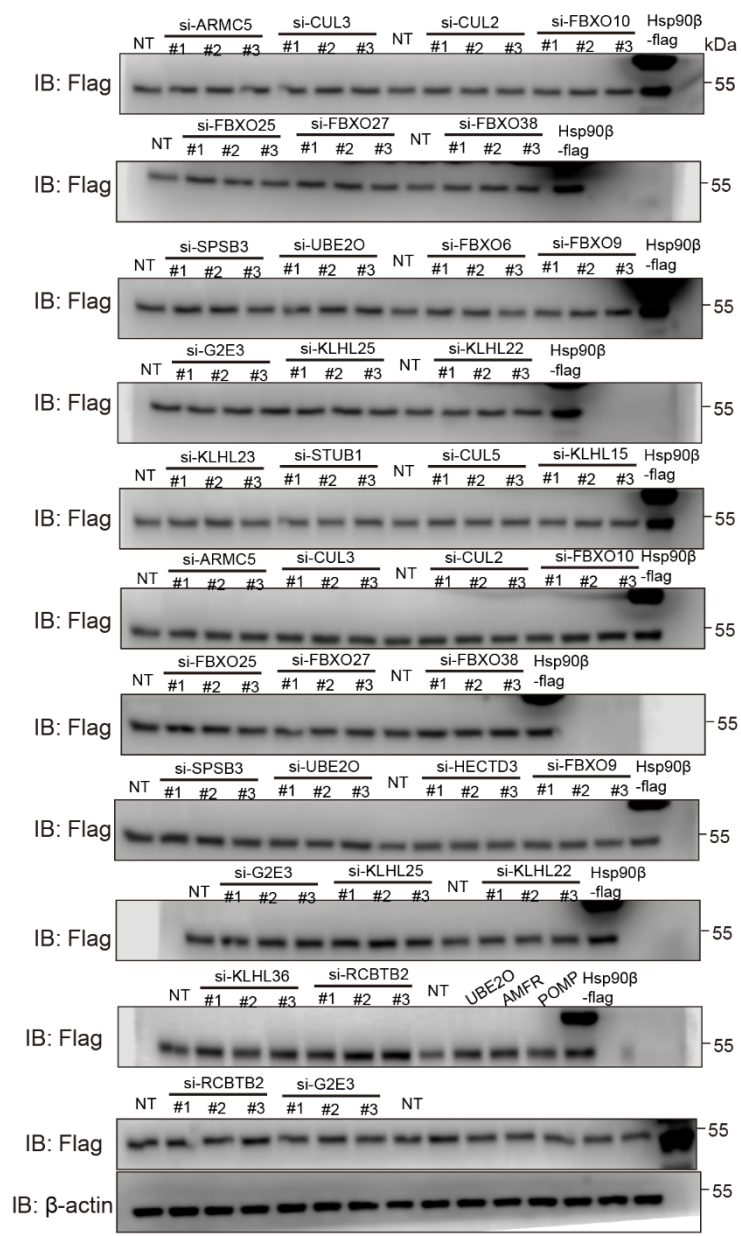 si-ARMC5 si-CUL3 si-CUL2 si-FBXO10 Hsp90β
NT #1 #2 #3 #1 #2 #3 NT #1 #2 #3 #1 #2 #3 -flag kDa
IB: Flag 55
si-FBXO25 si-FBXO27 si-FBXO38 Hsp90β
NT #1 #2 #3 #1 #2 #3 NT #1 #2 #3 -flag
IB: Flag 55
si-SPSB3 si-UBE2O si-FBXO6 si-FBXO9 Hsp90β
NT #1 #2 #3 #1 #2 #3 NT #1 #2 #3 #1 #2 #3 -flag
IB: Flag 55
si-G2E3 si-KLHL25 si-KLHL22 Hsp90β
NT #1 #2 #3 #1 #2 #3 NT #1 #2 #3 -flag
IB: Flag 55
si-KLHL23 si-STUB1 si-CUL5 si-KLHL15 Hsp90β
NT #1 #2 #3 #1 #2 #3 NT #1 #2 #3 #1 #2 #3 -flag
IB: Flag 55
si-ARMC5 si-CUL3 si-CUL2 si-FBXO10 Hsp90β
NT #1 #2 #3 #1 #2 #3 NT #1 #2 #3 #1 #2 #3 -flag
IB: Flag 55
si-FBXO25 si-FBXO27 si-FBXO38 Hsp90β
NT #1 #2 #3 #1 #2 #3 NT #1 #2 #3 -flag
IB: Flag 55
si-SPSB3 si-UBE2O si-HECTD3 si-FBXO9 Hsp90β
NT #1 #2 #3 #1 #2 #3 NT #1 #2 #3 #1 #2 #3 -flag
IB: Flag 55
si-G2E3 si-KLHL25 si-KLHL22 Hsp90β
NT #1 #2 #3 #1 #2 #3 NT #1 #2 #3 -flag
IB: Flag 55
si-KLHL36 si-RCBTB2 UBE2O AMFR POMP Hsp90β
NT #1 #2 #3 #1 #2 #3 NT -flag
IB: Flag 55
si-RCBTB2 si-G2E3
NT #1 #2 #3 #1 #2 #3 NT
IB: Flag 55
IB: β-actin 55